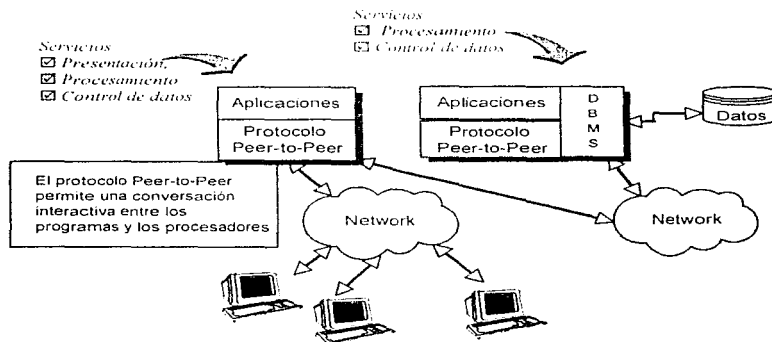 Servicios
☑ Presentación,
☑ Procesamiento
☑ Control de datos
Servicios
☑ Procesamiento
☑ Control de datos
Aplicaciones
Protocolo
Peer-to-Peer
Aplicaciones
Protocolo
Peer-to-Peer
D
B
M
S
Datos
El protocolo Peer-to-Peer
permite una conversación
interactiva entre los
programas y los procesadores
Network
Network